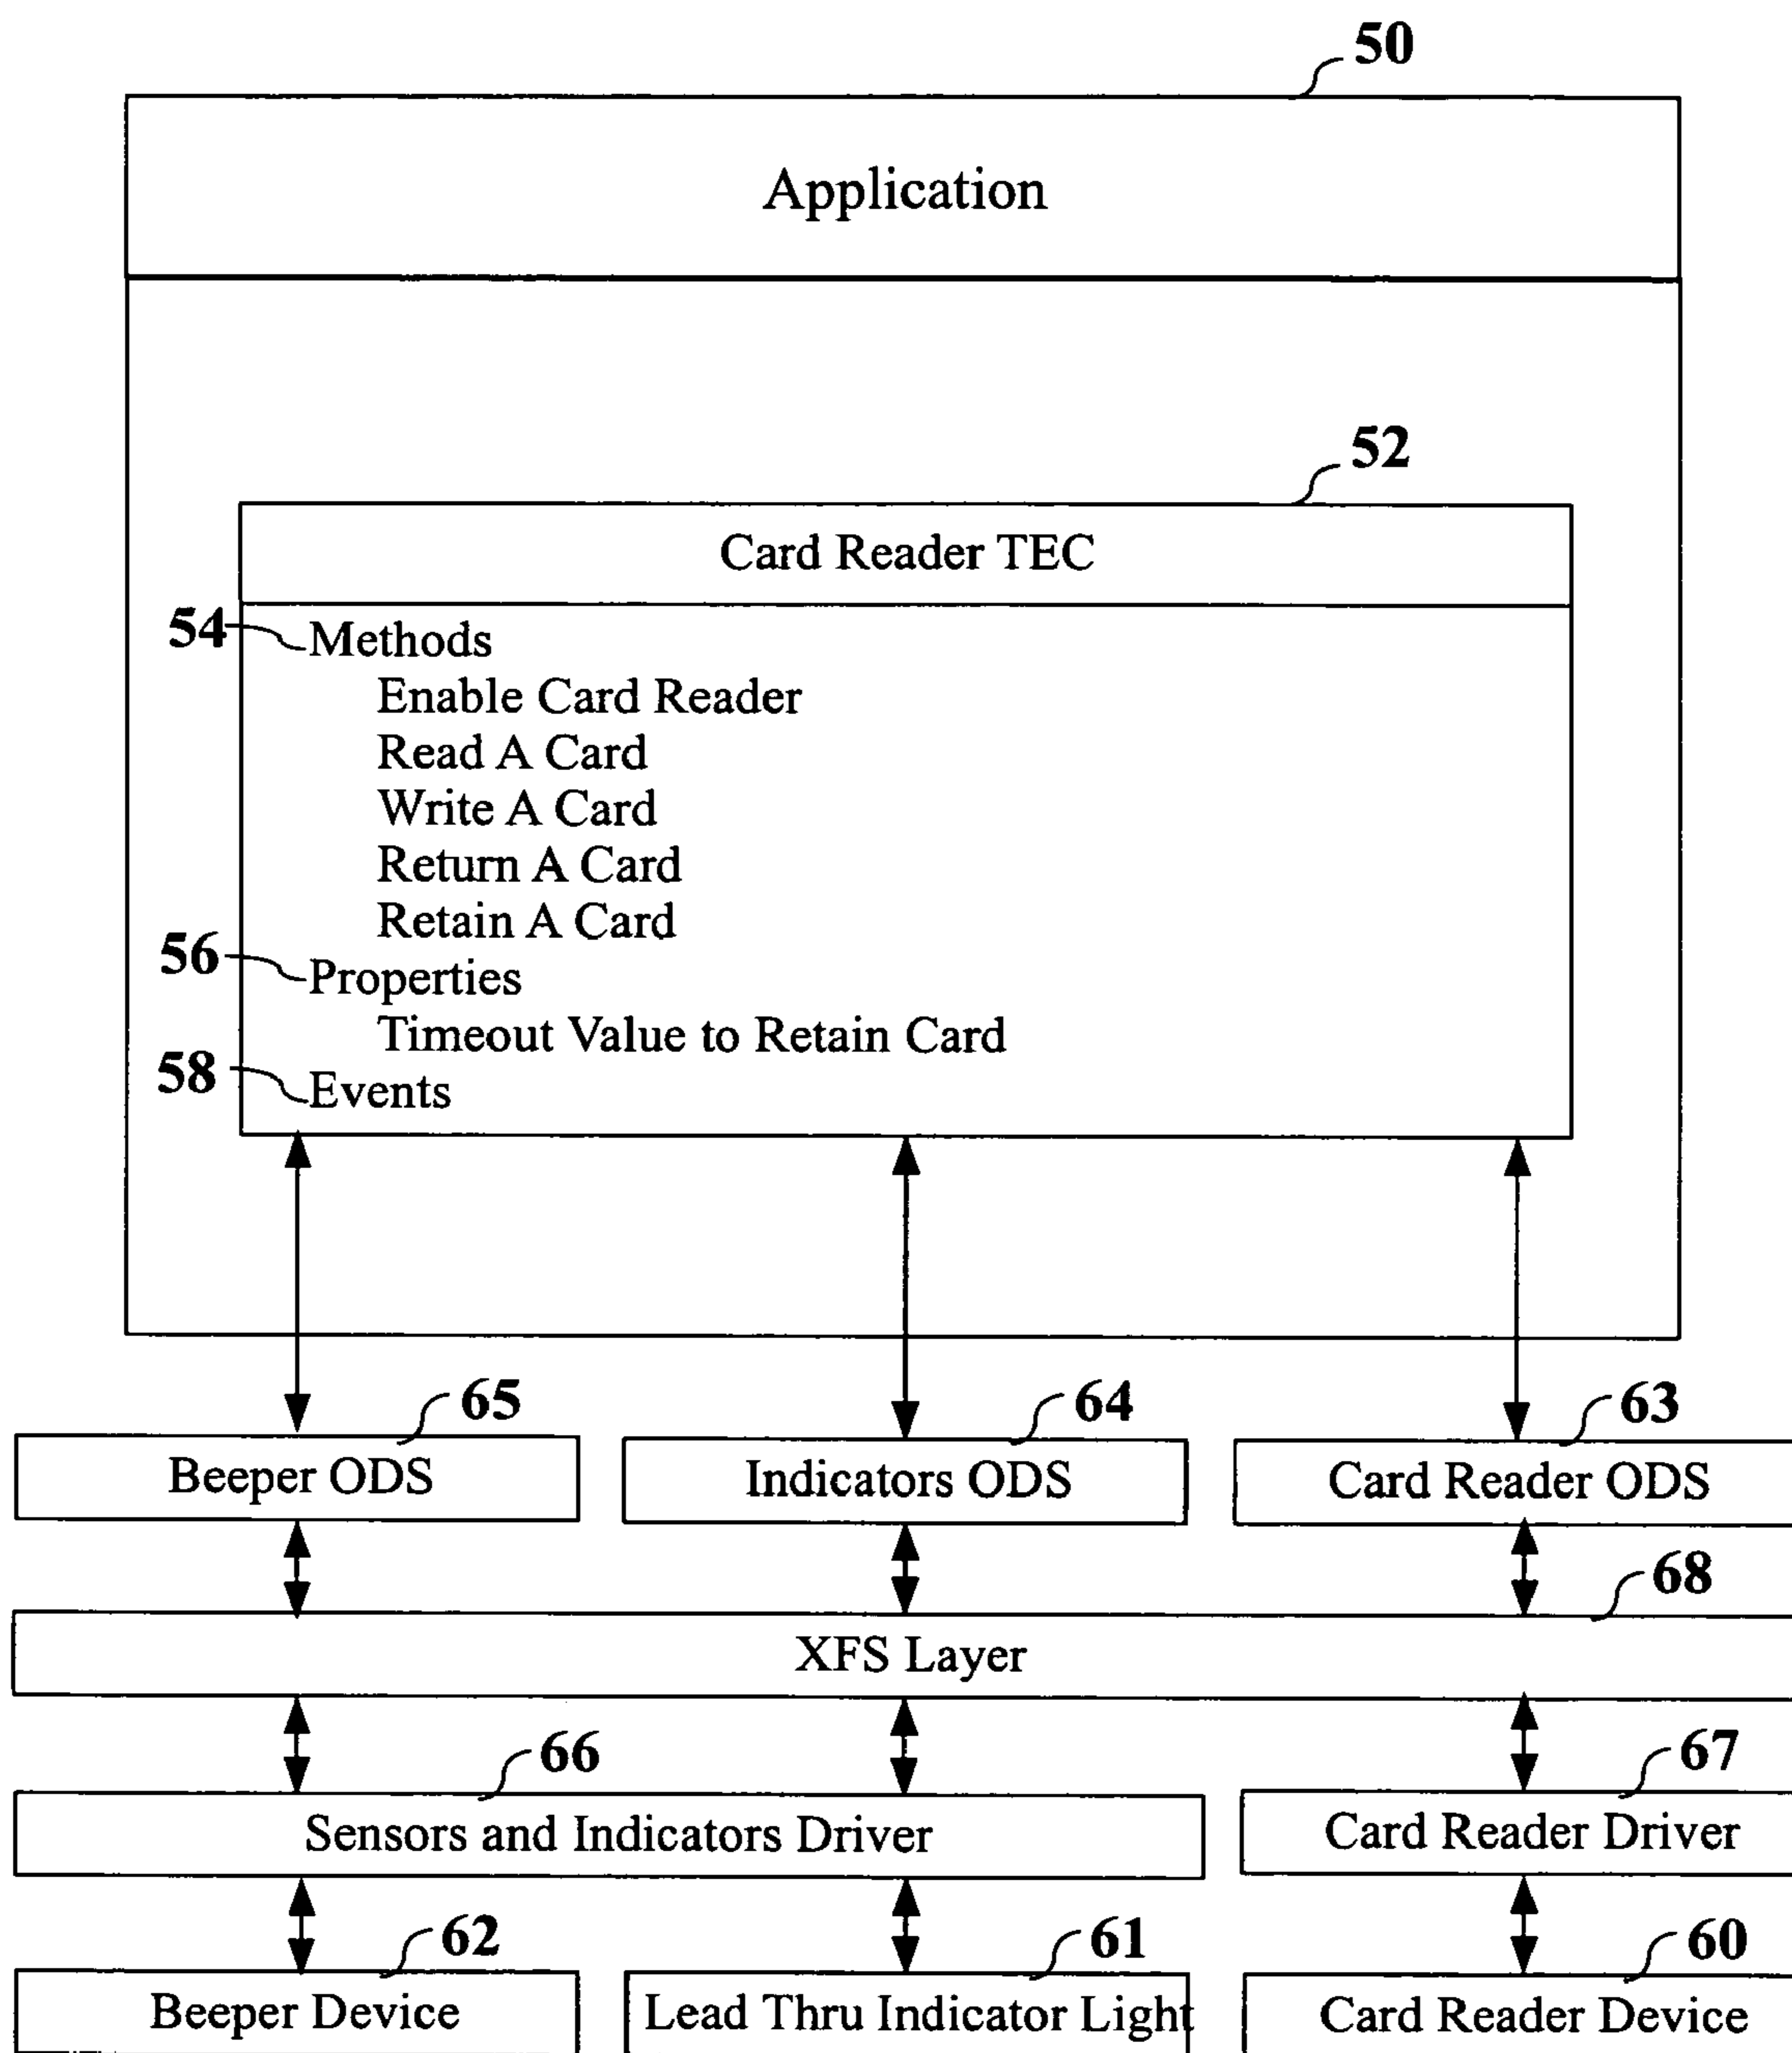 50
Application
52
Card Reader TEC
54
Methods
Enable Card Reader
Read A Card
Write A Card
Return A Card
Retain A Card
56
Properties
Timeout Value to Retain Card
58
Events
65
64
63
Beeper ODS
Indicators ODS
Card Reader ODS
68
XFS Layer
66
67
Sensors and Indicators Driver
Card Reader Driver
62
61
60
Beeper Device
Lead Thru Indicator Light
Card Reader Device